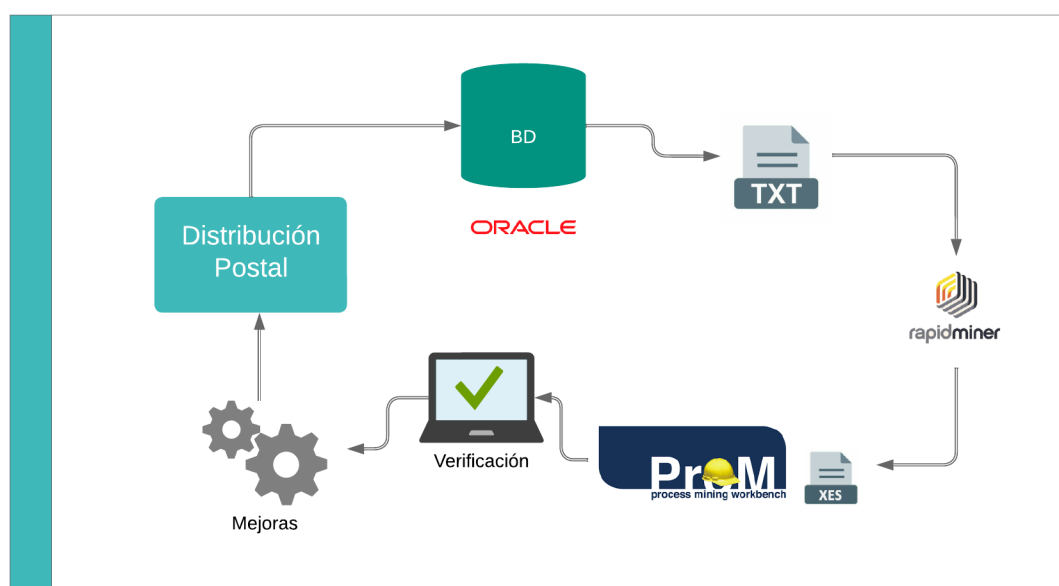 BD
ORACLE
TXT
Distribución
Postal
rapidminer
Verificación
ProM
process mining workbench
XES
Mejoras